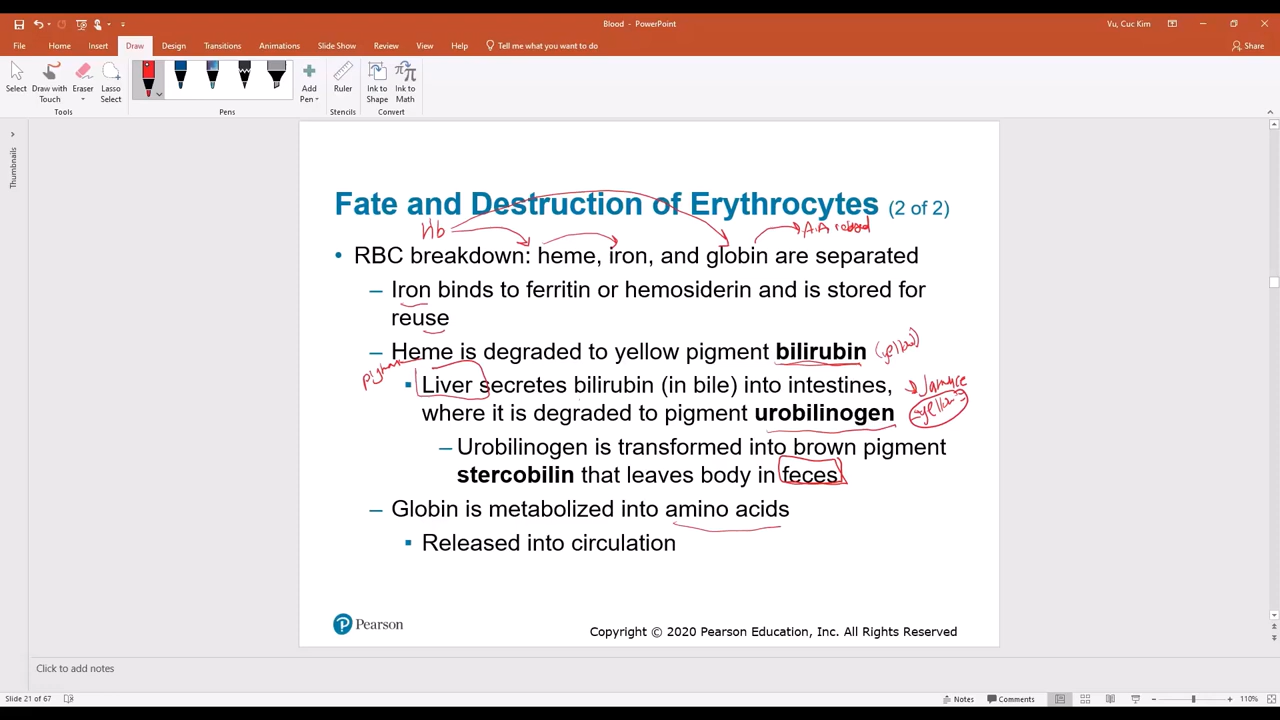 Blood - PowerPoint
Vu, Cuc Kim
File Home Insert Draw Design Transitions Animations Slide Show Review View Help Tell me what you want to do Share
Select Draw with Touch Eraser Lasso Select Add Pen Ruler Ink to Shape Ink to Math
Tools Pens Stencils Convert
Thumbnails
Fate and Destruction of Erythrocytes (2 of 2)
Hb
• RBC breakdown: heme, iron, and globin are separated
– Iron binds to ferritin or hemosiderin and is stored for
reuse
– Heme is degraded to yellow pigment bilirubin (yellow)
▪ Liver secretes bilirubin (in bile) into intestines,
where it is degraded to pigment urobilinogen
yellow
– Urobilinogen is transformed into brown pigment
stercobilin that leaves body in feces
– Globin is metabolized into amino acids
▪ Released into circulation
Pearson
Copyright © 2020 Pearson Education, Inc. All Rights Reserved
Click to add notes
Slide 21 of 67 Notes Comments 110%